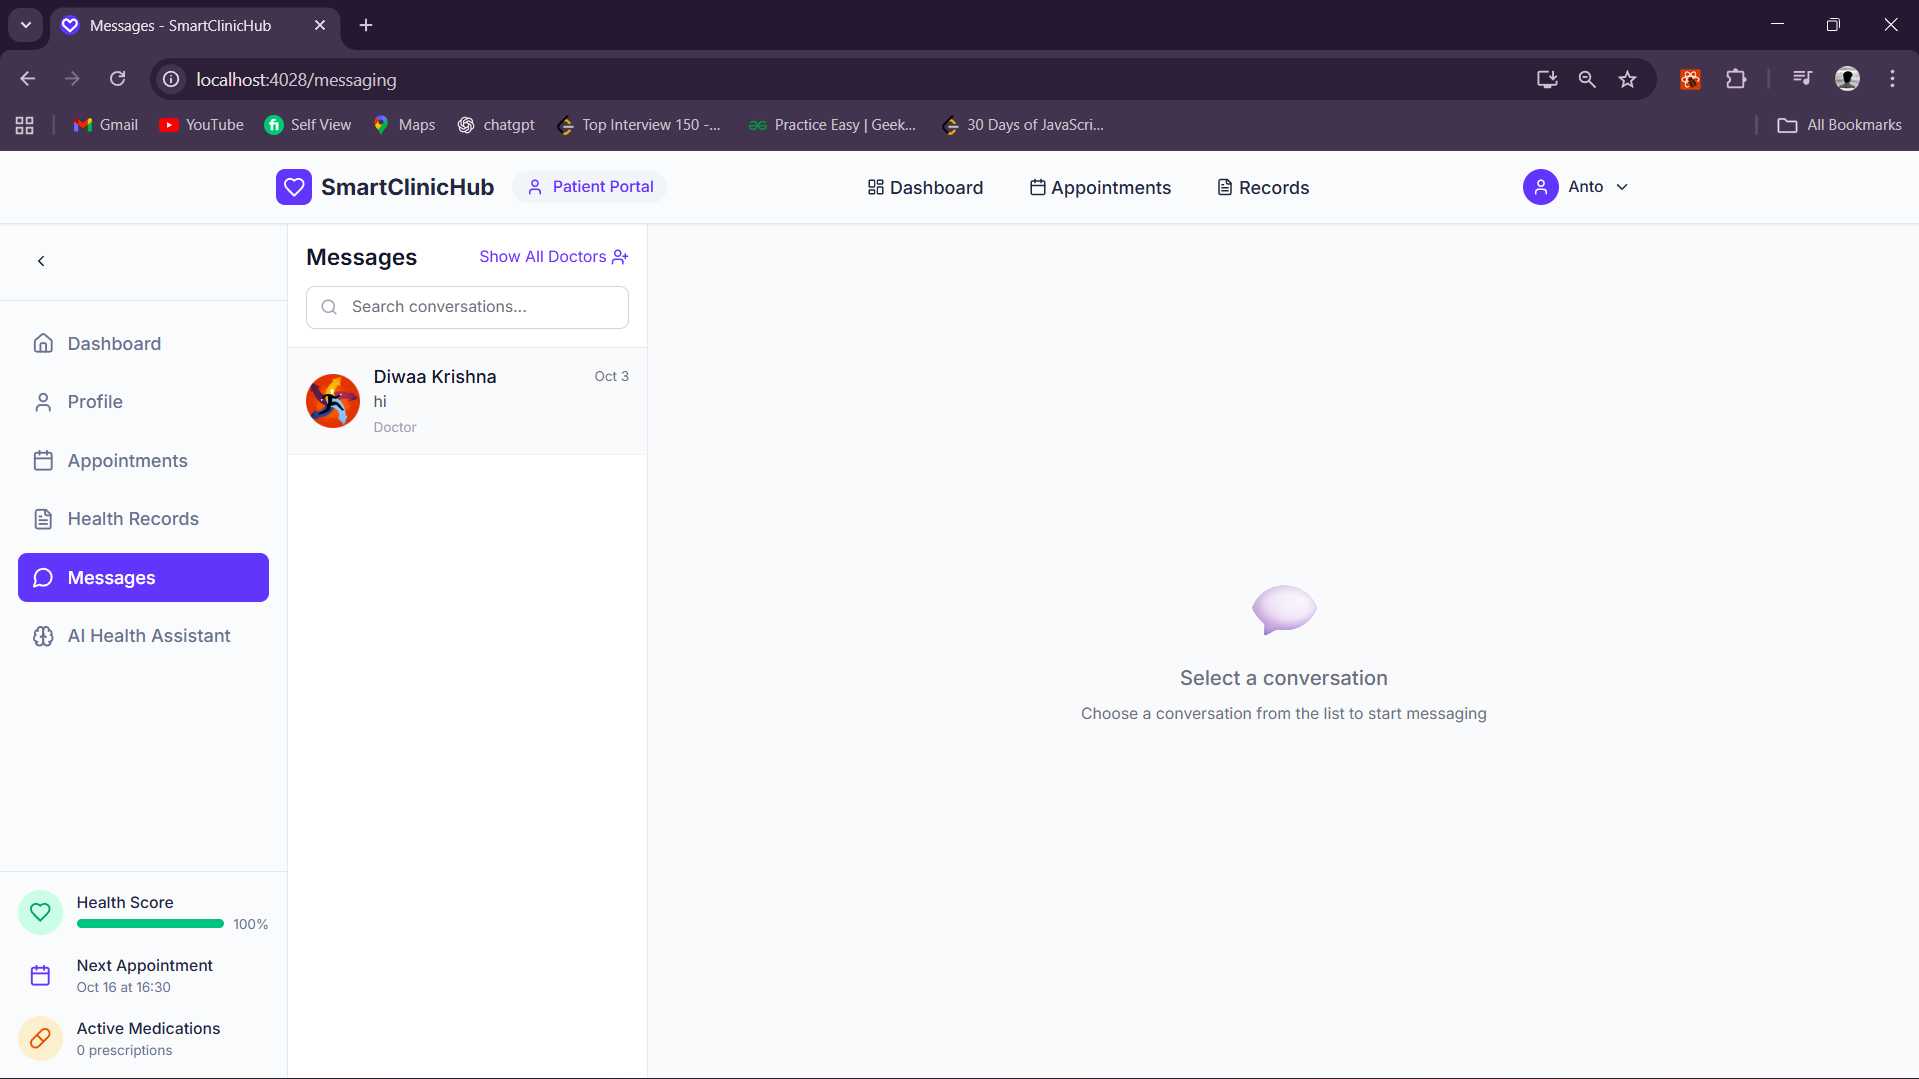 Messages - SmartClinicHub
localhost:4028/messaging
Gmail
YouTube
Self View
Maps
chatgpt
Top Interview 150 -...
Practice Easy | Geek...
30 Days of JavaScri...
All Bookmarks
SmartClinicHub
Patient Portal
Dashboard
Appointments
Records
Anto
Dashboard
Profile
Appointments
Health Records
Messages
AI Health Assistant
Health Score
100%
Next Appointment
Oct 16 at 16:30
Active Medications
0 prescriptions
Messages
Show All Doctors
Search conversations...
Diwaa Krishna
Oct 3
hi
Doctor
Select a conversation
Choose a conversation from the list to start messaging